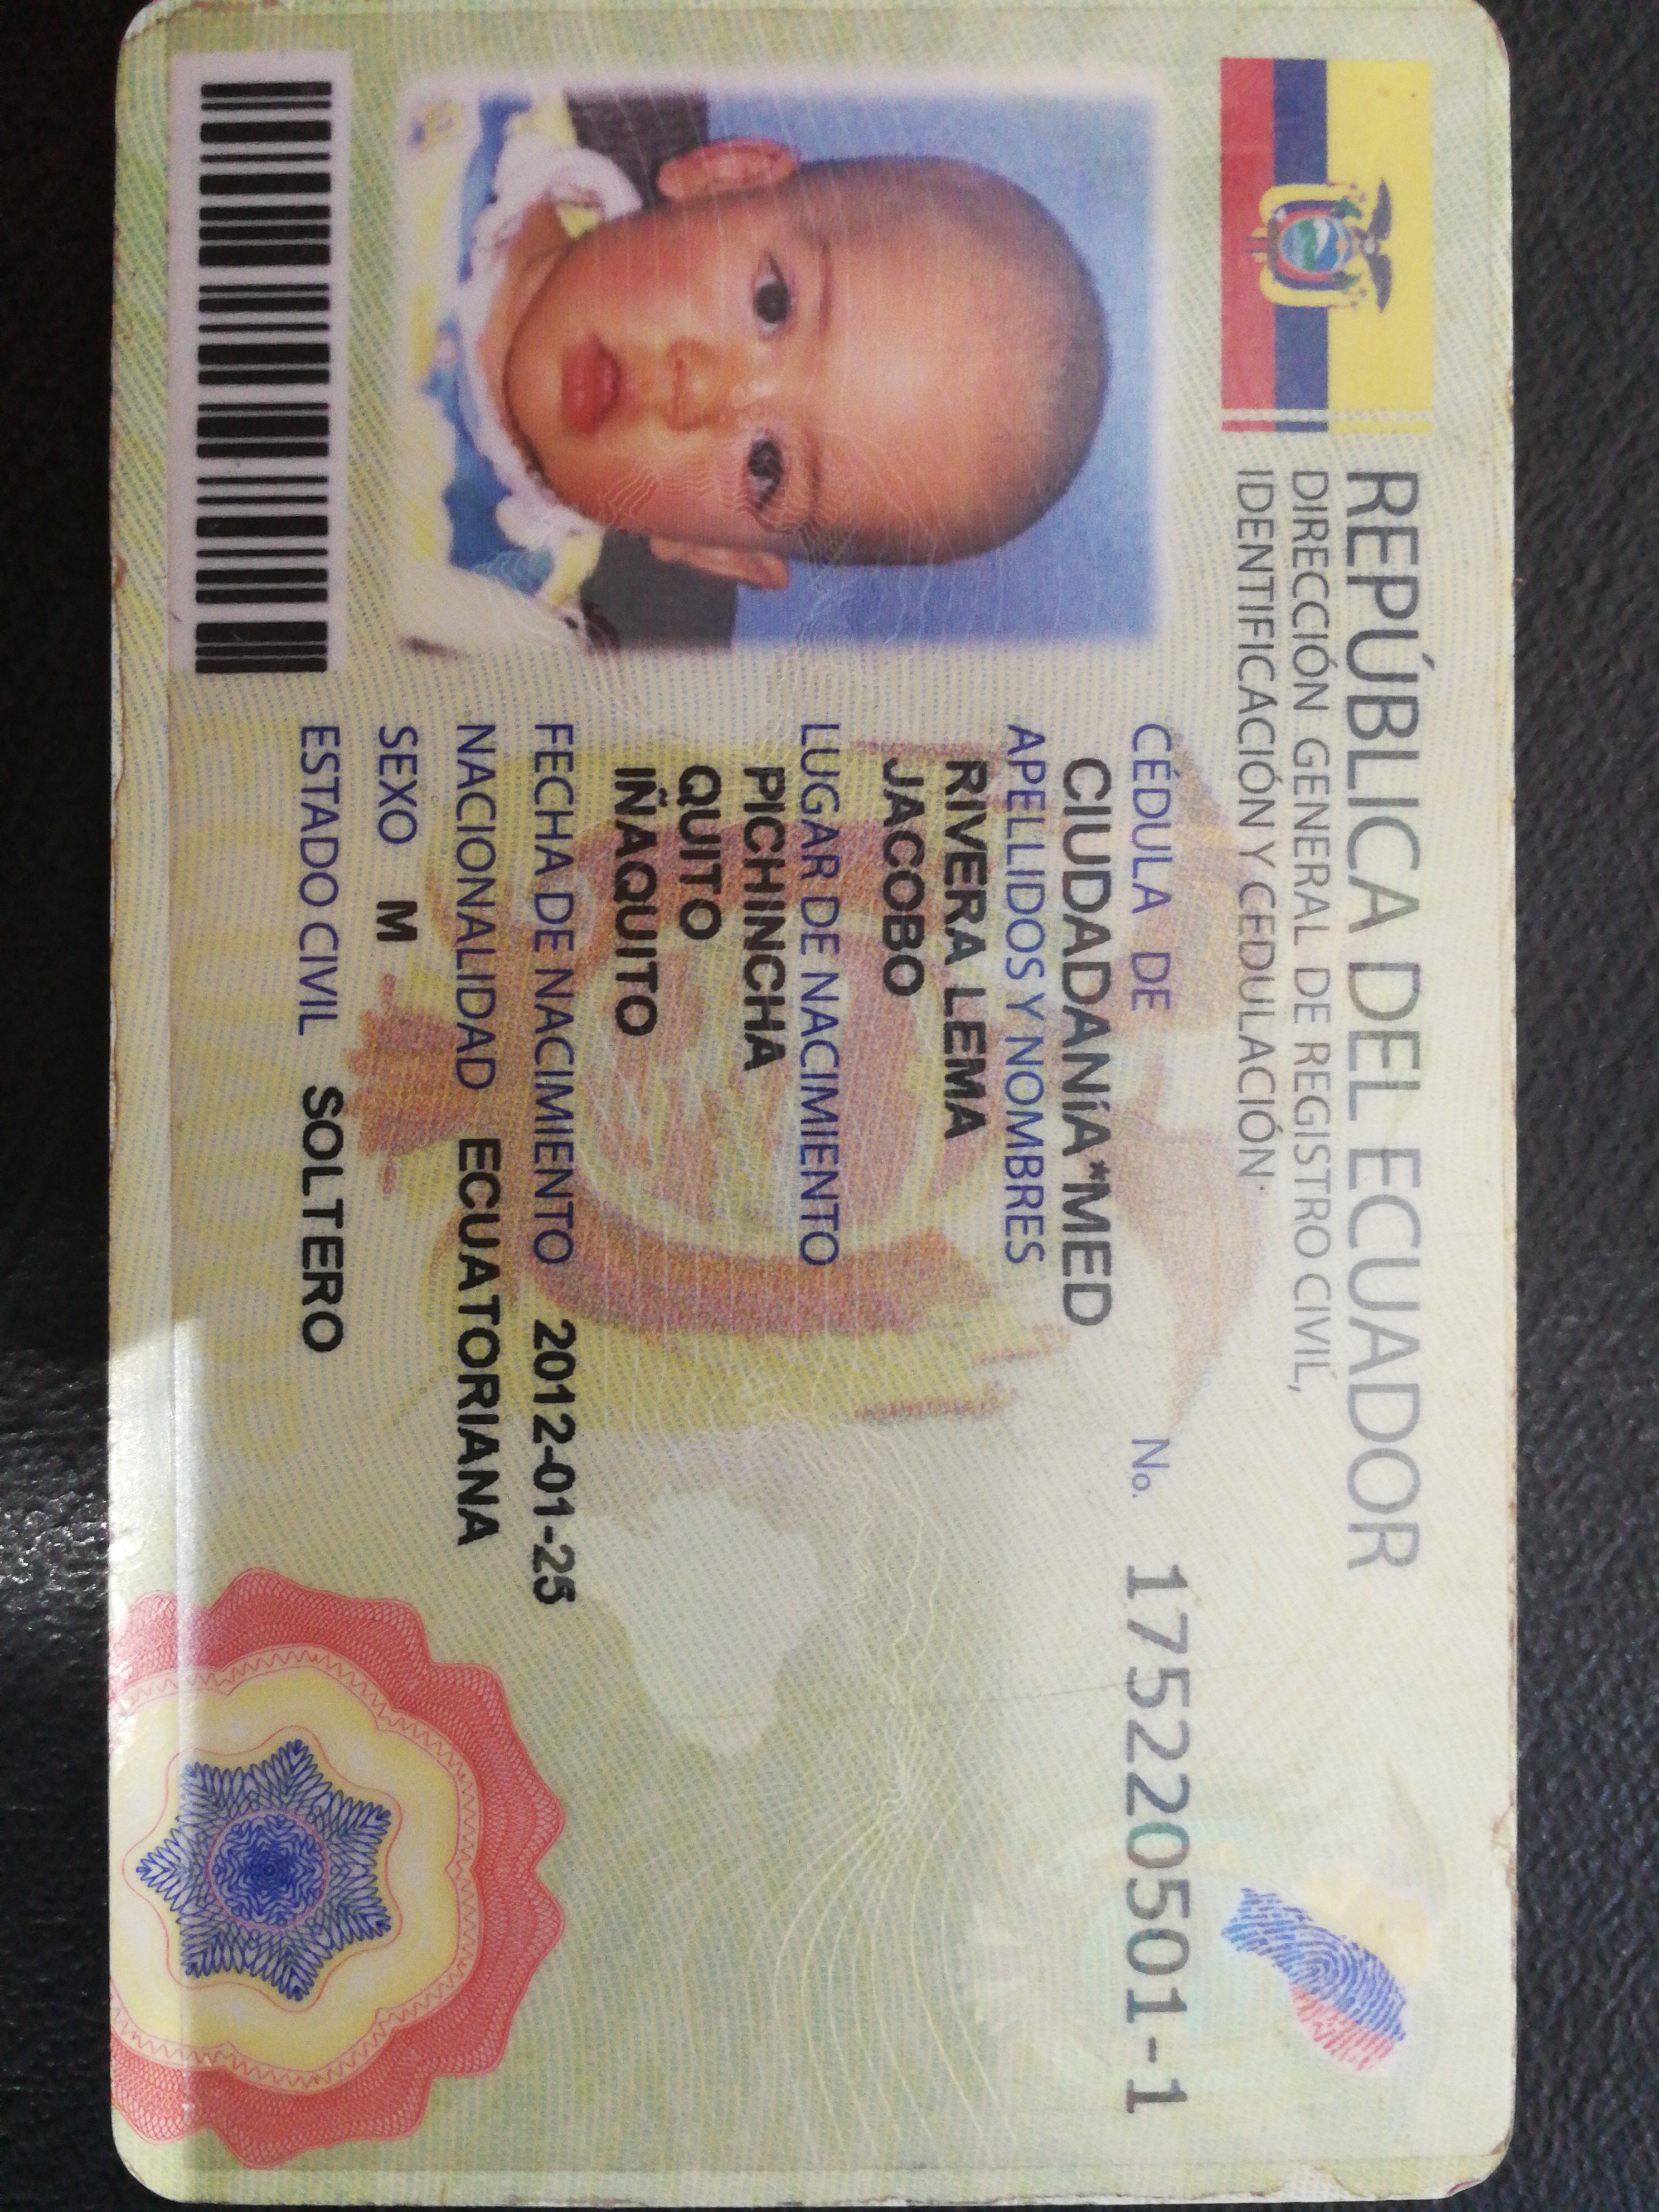 REPÚBLICA DEL ECUADOR
DIRECCIÓN GENERAL DE REGISTRO CIVIL,
IDENTIFICACIÓN Y CEDULACIÓN
CÉDULA DE No. 175220501-1
CIUDADANíA*MED
APELLIDOS Y NOMBRES
RIVERA LEMA
JACOBO
LUGAR DE NACIMIENTO
PICHINCHA
QUITO
IÑAQUITO
FECHA DE NACIMIENTO 2012-01-25
NACIONALIDAD ECUATORIANA
SEXO M
ESTADO CIVIL SOLTERO